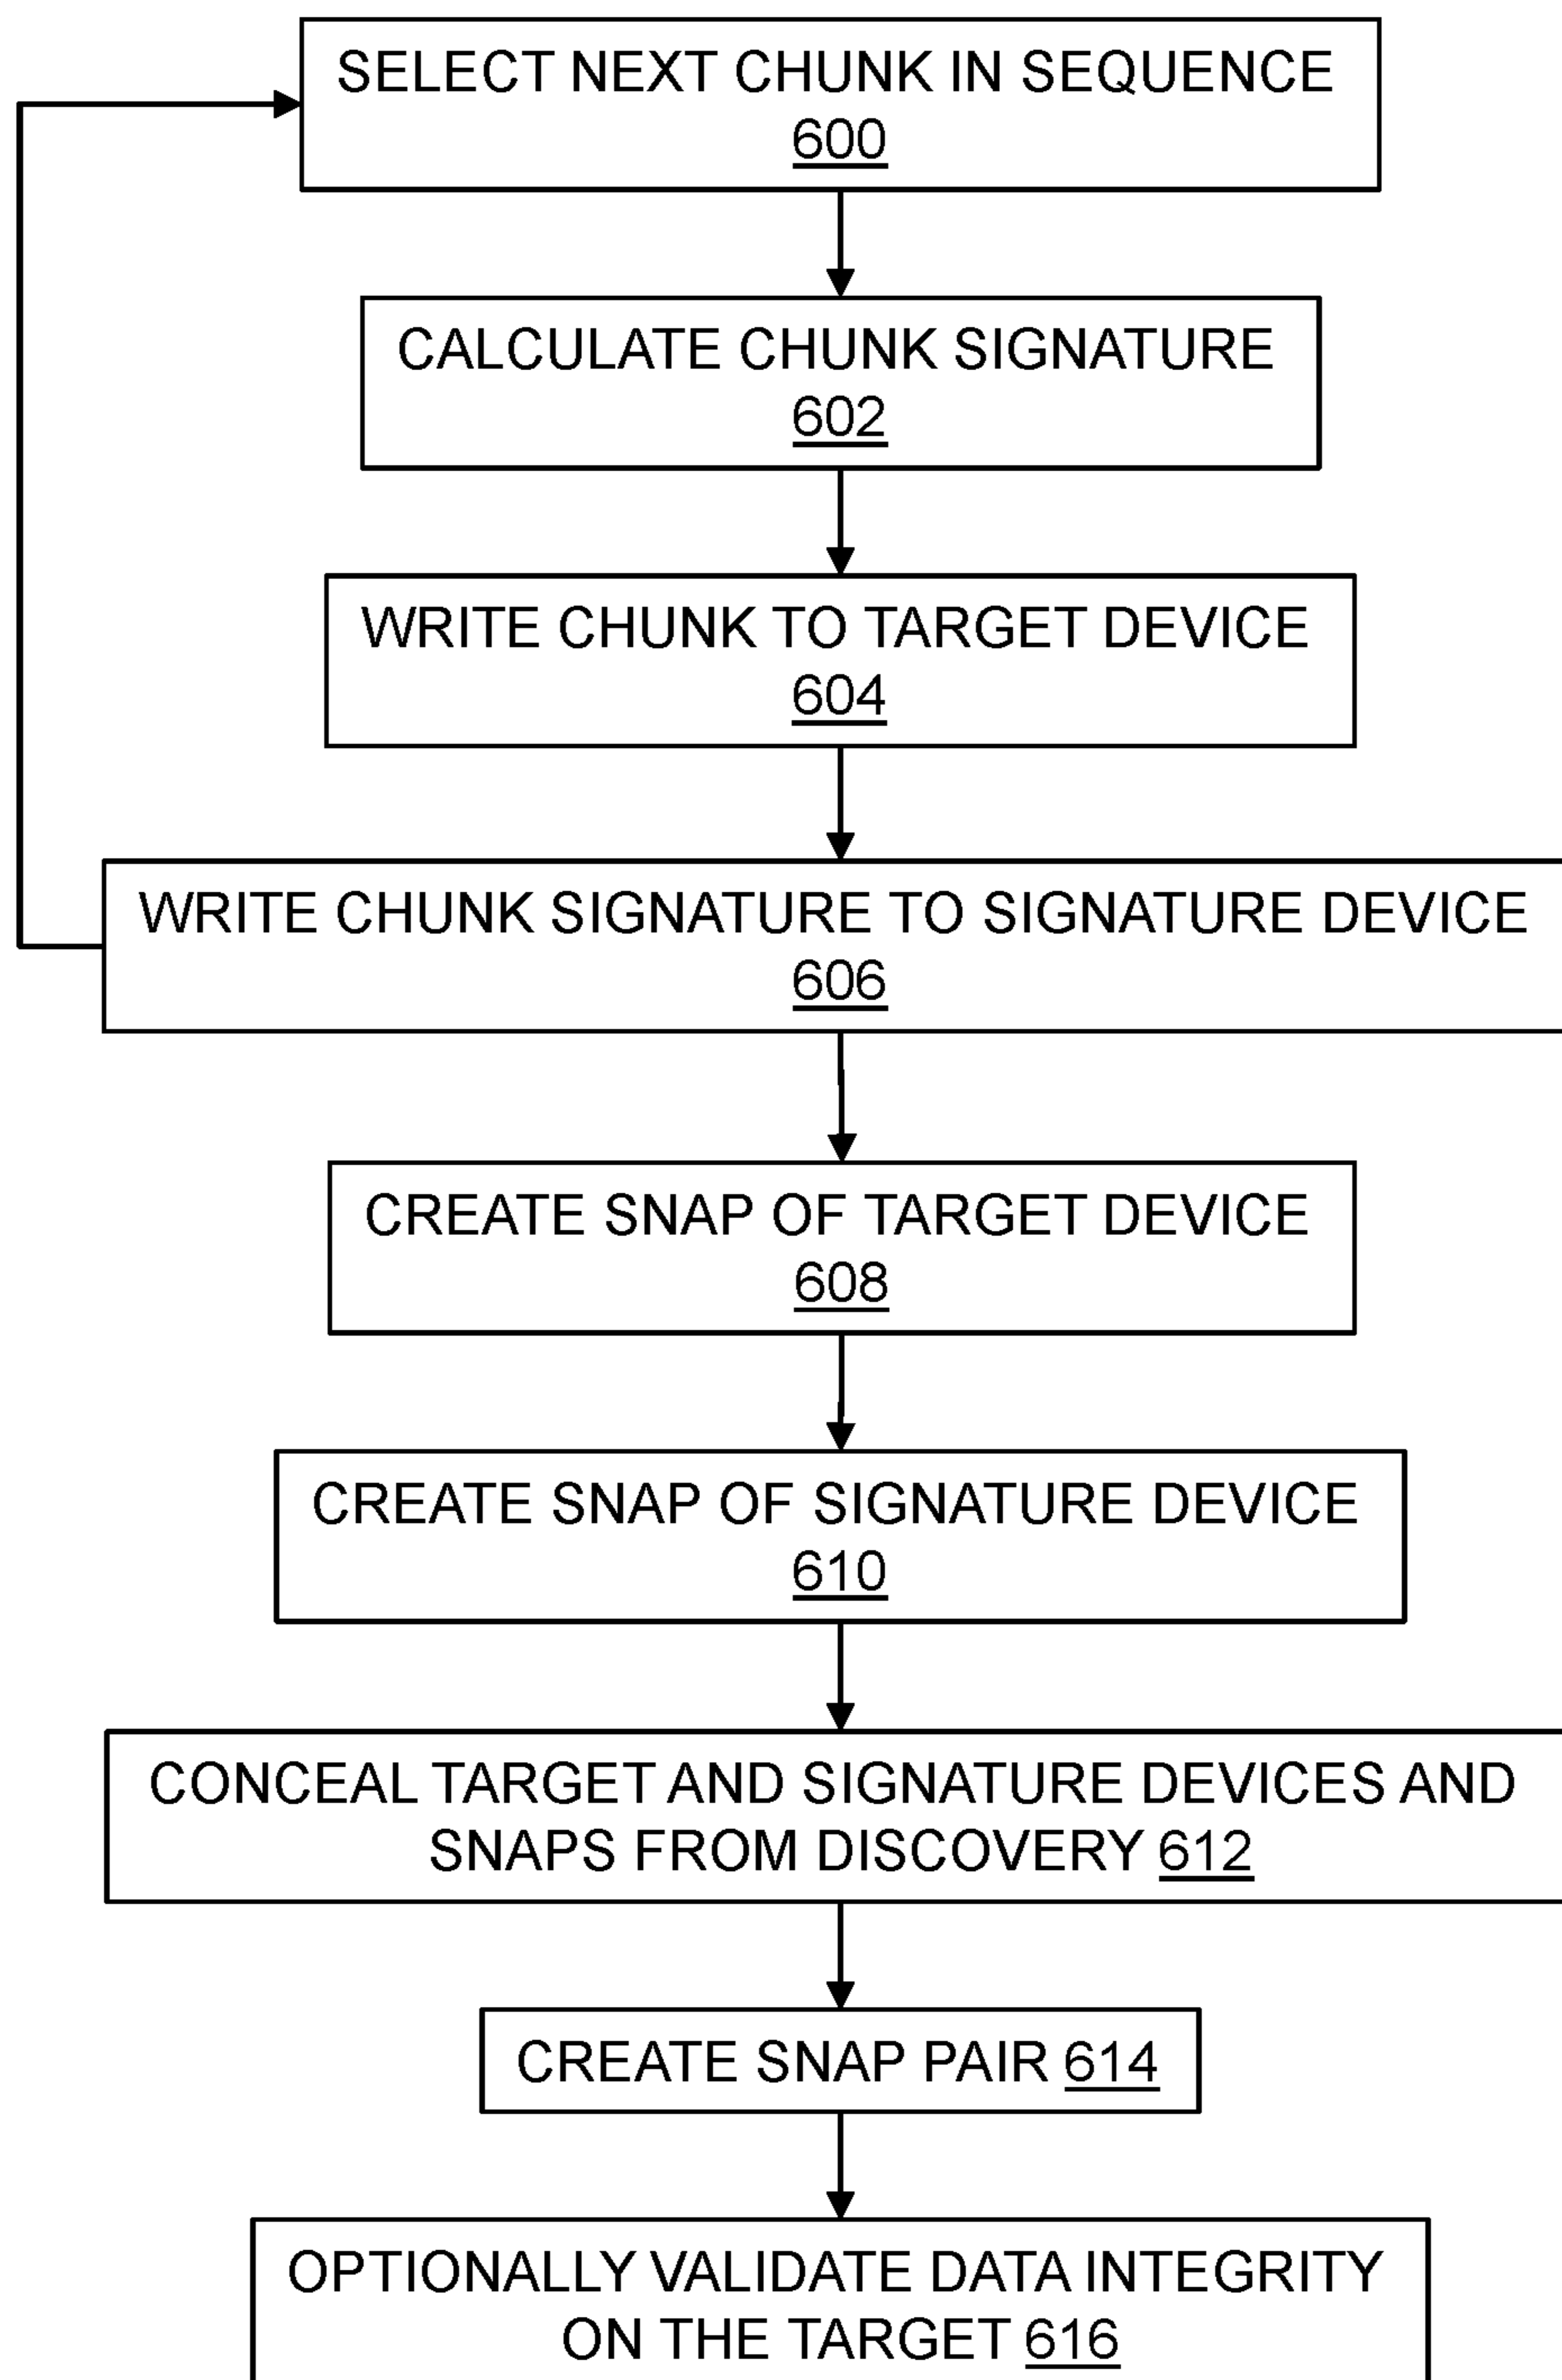 SELECT NEXT CHUNK IN SEQUENCE
600
CALCULATE CHUNK SIGNATURE
602
WRITE CHUNK TO TARGET DEVICE
604
WRITE CHUNK SIGNATURE TO SIGNATURE DEVICE
606
CREATE SNAP OF TARGET DEVICE
608
CREATE SNAP OF SIGNATURE DEVICE
610
CONCEAL TARGET AND SIGNATURE DEVICES AND
SNAPS FROM DISCOVERY 612
CREATE SNAP PAIR 614
OPTIONALLY VALIDATE DATA INTEGRITY
ON THE TARGET 616